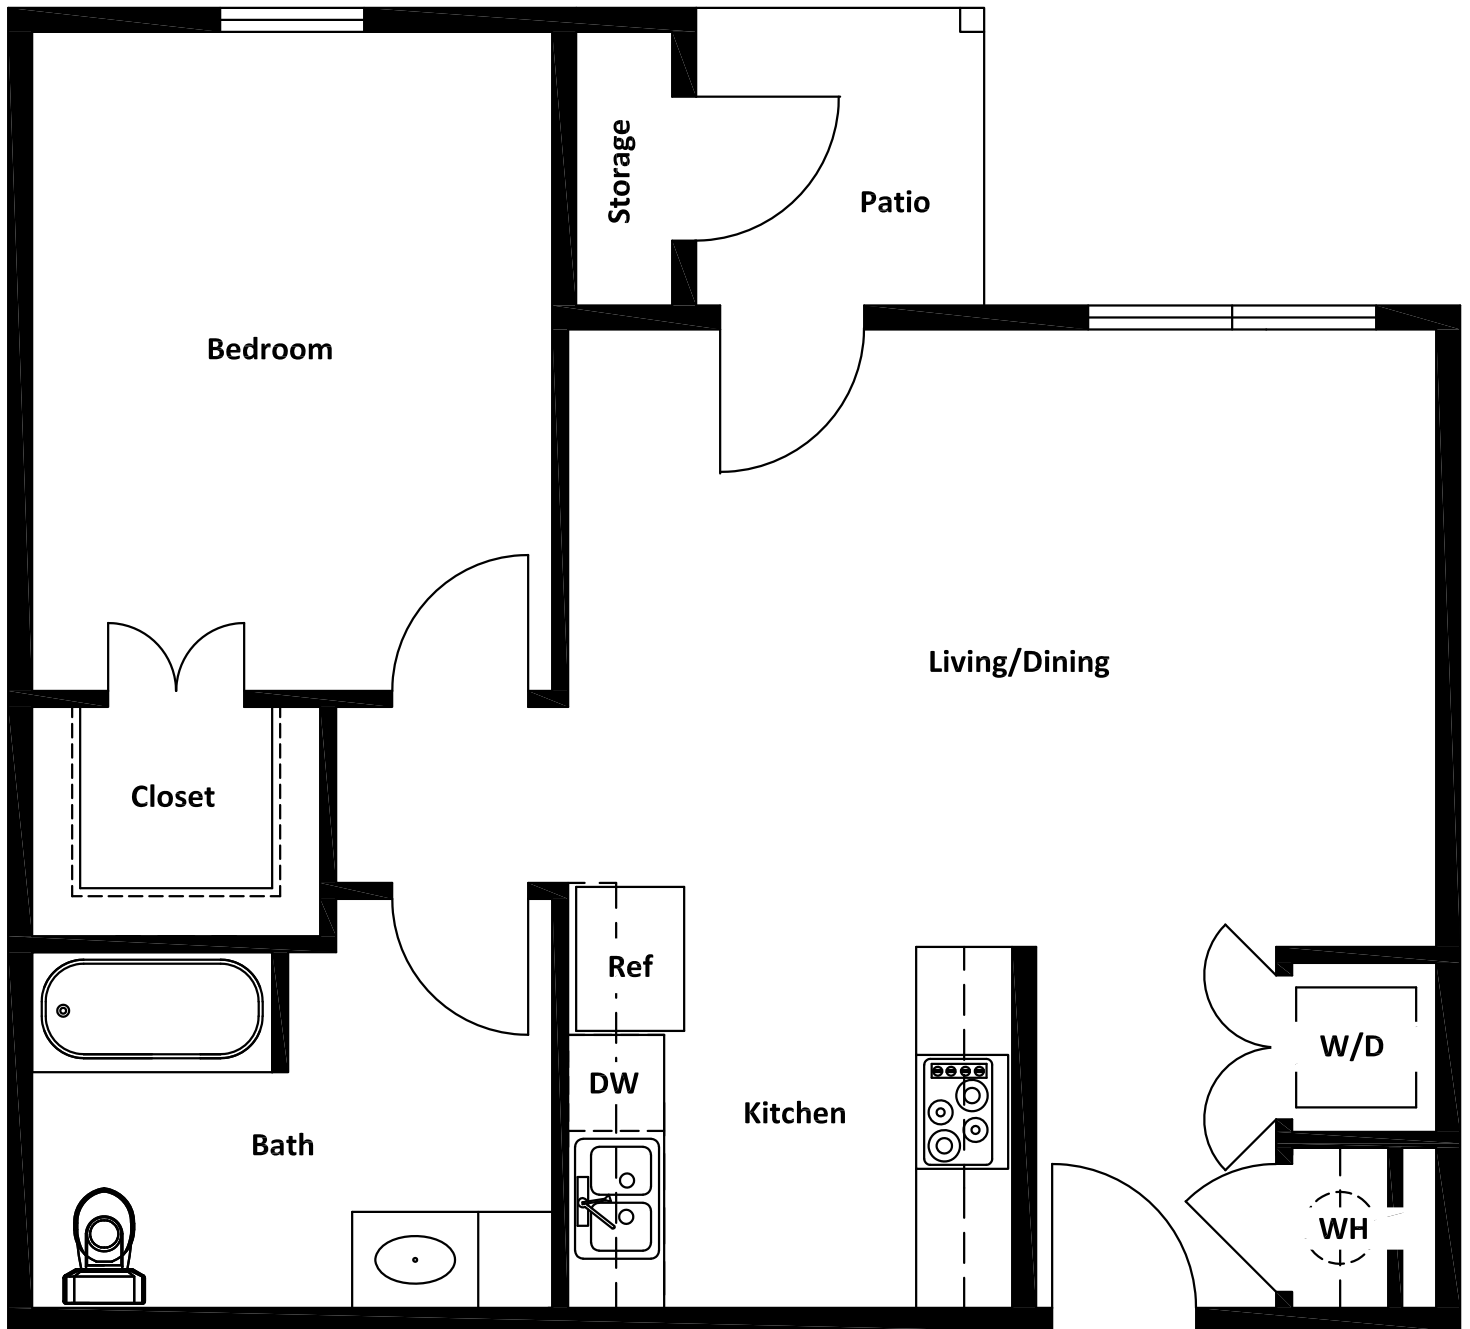 Storage
Patio
Bedroom
Living/Dining
Closet
Ref
W/D
DW
Kitchen
Bath
WH